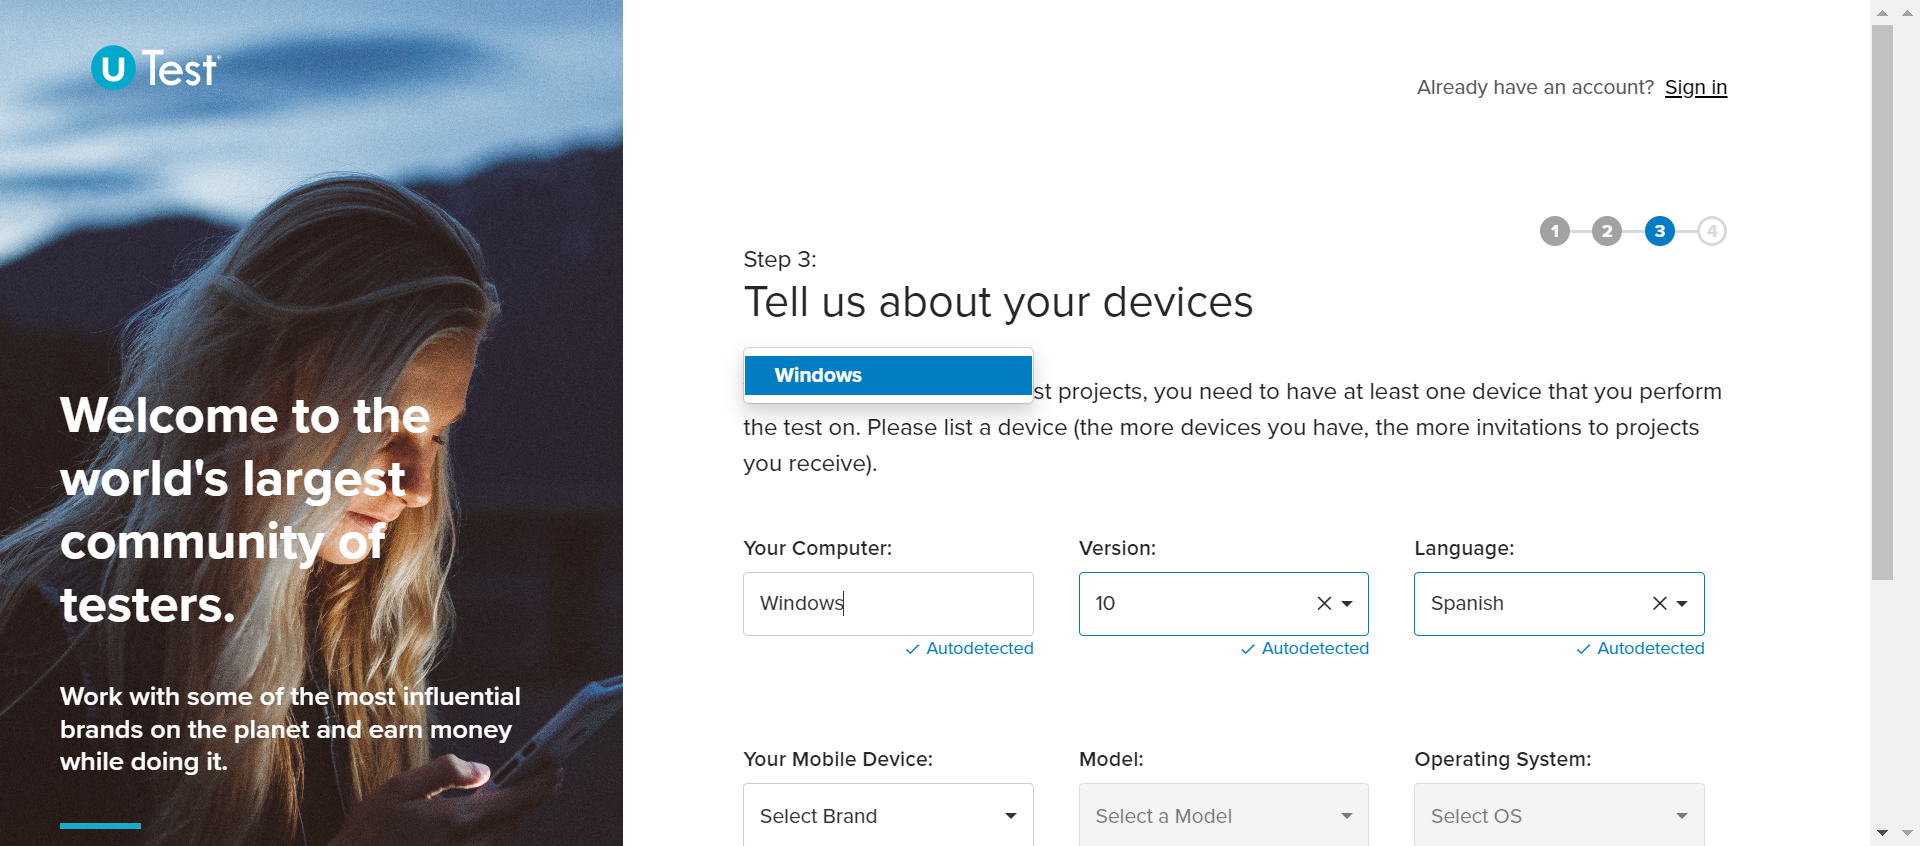 u Test
Welcome to the
world's largest
community of
testers.
Work with some of the most influential
brands on the planet and earn money
while doing it.
Already have an account? Sign in
1 2 3 4
Step 3:
Tell us about your devices
Windows
st projects, you need to have at least one device that you perform
the test on. Please list a device (the more devices you have, the more invitations to projects
you receive).
Your Computer: Version: Language:
Windows 10 Spanish
Autodetected Autodetected Autodetected
Your Mobile Device: Model: Operating System:
Select Brand Select a Model Select OS